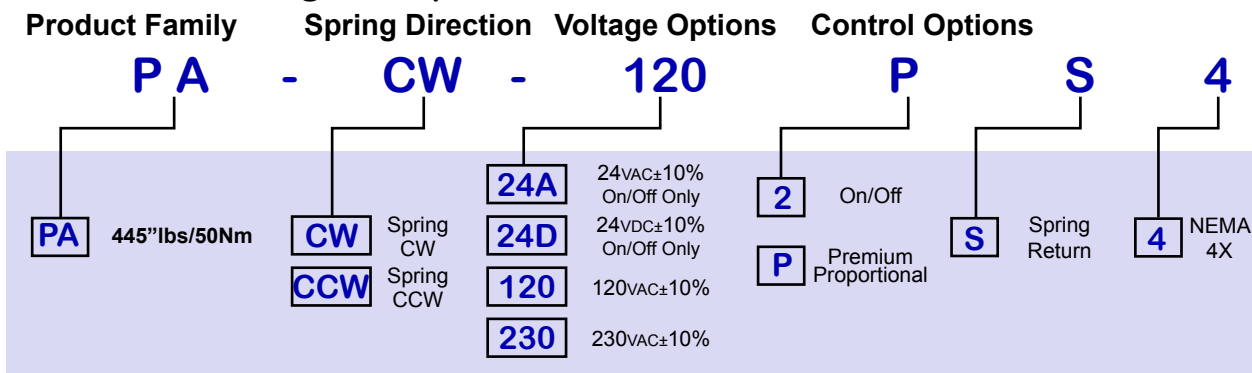 Product Family Spring Direction Voltage Options Control Options
PA - CW - 120 P S 4
PA 445"lbs/50Nm
CW Spring CW
CCW Spring CCW
24A 24VAC±10% On/Off Only
24D 24VDC±10% On/Off Only
120 120VAC±10%
230 230VAC±10%
2 On/Off
P Premium Proportional
S Spring Return
4 NEMA 4X